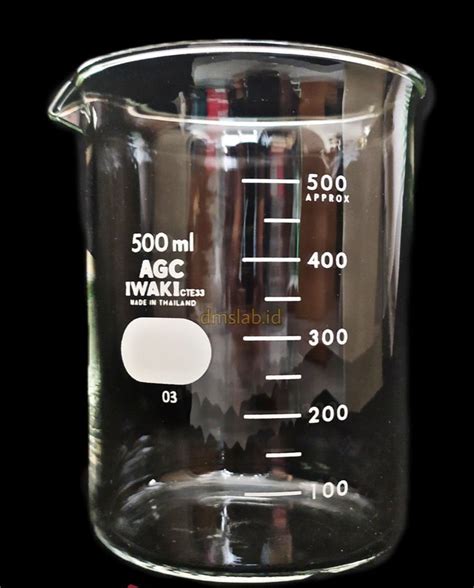 500 ml
AGC
IWAKI CTE33
MADE IN THAILAND
03
500
APPROX
400
300
200
100
dmslab.id